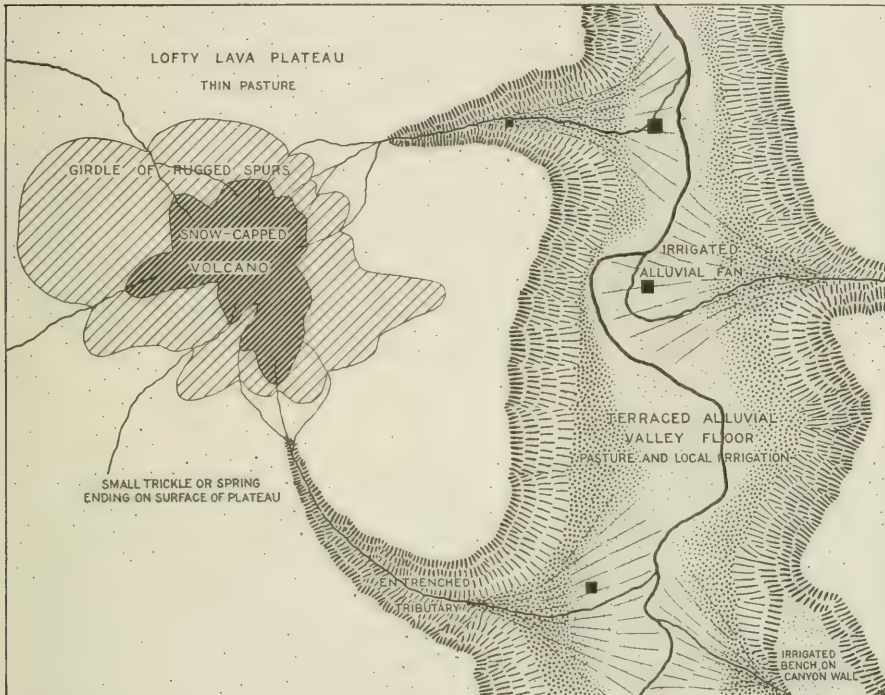 LOFTY LAVA PLATEAU
THIN PASTURE
GIRDLE OF RUGGED SPURS
SNOW-CAPPED
VOLCANO
SMALL TRICKLE OR SPRING
ENDING ON SURFACE OF PLATEAU
IRRIGATED
ALLUVIAL FAN
TERRACED ALLUVIAL
VALLEY FLOOR
PASTURE AND LOCAL IRRIGATION
ENTRENCHED
TRIBUTARY
IRRIGATED
BENCH ON
CANYON WALL